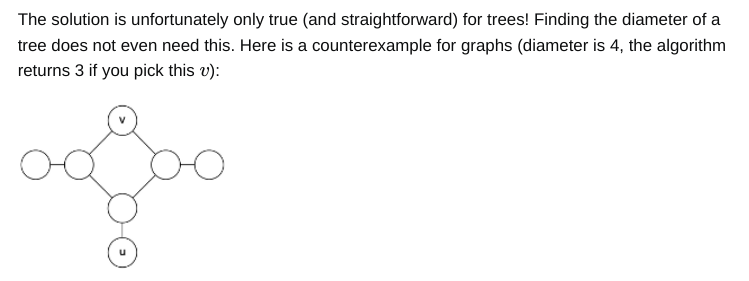 The solution is unfortunately only true (and straightforward) for trees! Finding the diameter of a
tree does not even need this. Here is a counterexample for graphs (diameter is 4, the algorithm
returns 3 if you pick this v):
v
u